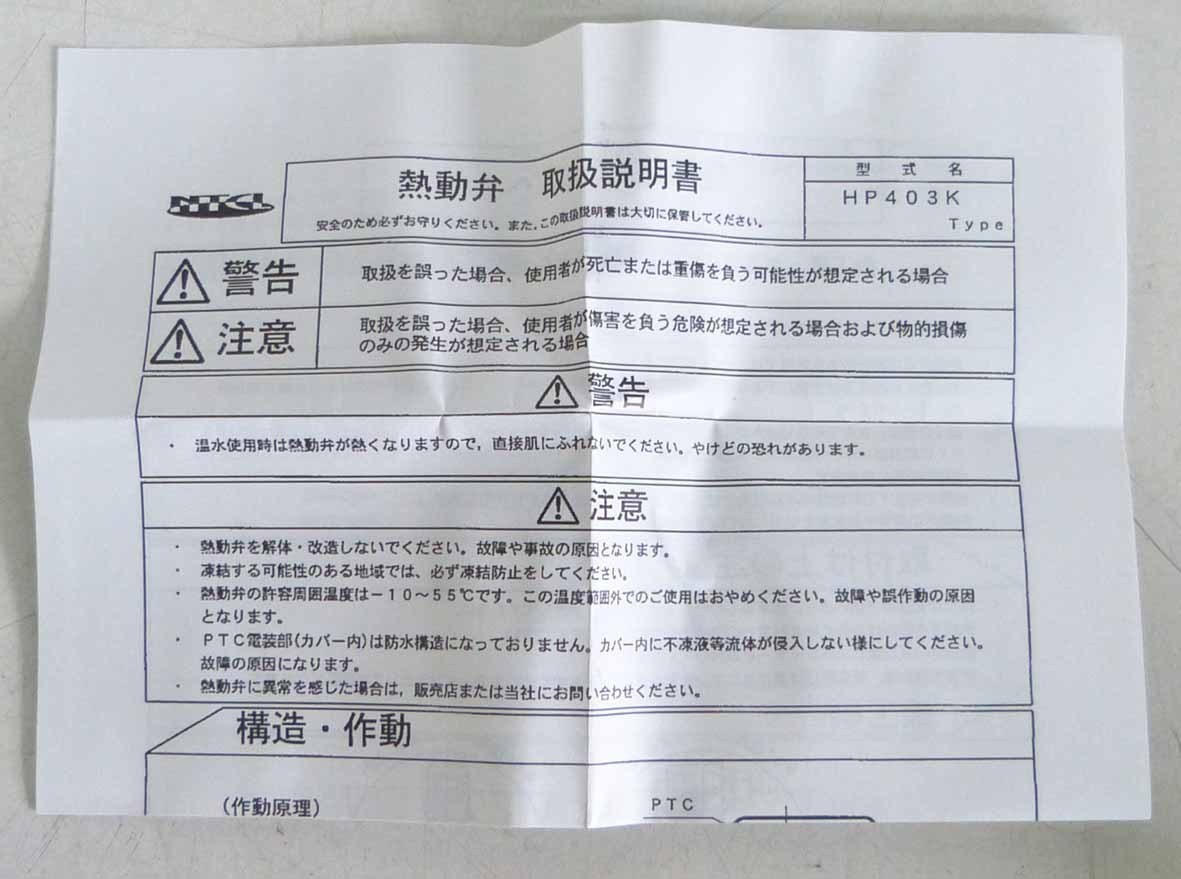 NTCL
熱動弁 取扱説明書
安全のため必ずお守りください。また、この取扱説明書は大切に保管してください。
型式名
HP403K
Type
警告 取扱を誤った場合、使用者が死亡または重傷を負う可能性が想定される場合
注意 取扱を誤った場合、使用者が傷害を負う危険が想定される場合および物的損傷
のみの発生が想定される場合
警告
・ 温水使用時は熱動弁が熱くなりますので，直接肌にふれないでください。やけどの恐れがあります。
注意
・ 熱動弁を解体・改造しないでください。故障や事故の原因となります。
・ 凍結する可能性のある地域では、必ず凍結防止をしてください。
・ 熱動弁の許容周囲温度は－１０～５５℃です。この温度範囲外でのご使用はおやめください。故障や誤作動の原因
となります。
・ ＰＴＣ電装部(カバー内)は防水構造になっておりません。カバー内に不凍液等流体が侵入しない様にしてください。
故障の原因になります。
・ 熱動弁に異常を感じた場合は，販売店または当社にお問い合わせください。
構造・作動
(作動原理)
ＰＴＣ